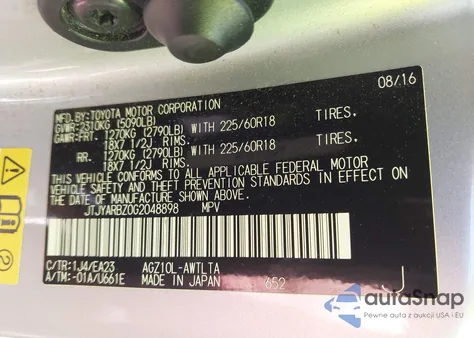 08/16
MFD.BY:TOYOTA MOTOR CORPORATION
GVWR:2310KG (5090LB)
GAWR:FRT. 1270KG (2790LB) WITH 225/60R18 TIRES.
18X7 1/2J RIMS.
RR. 1270KG (2790LB) WITH 225/60R18 TIRES.
18X7 1/2J RIMS.
THIS VEHICLE CONFORMS TO ALL APPLICABLE FEDERAL MOTOR
VEHICLE SAFETY AND THEFT PREVENTION STANDARDS IN EFFECT ON
THE DATE OF MANUFACTURE SHOWN ABOVE.
JTJYARBZ0G2048898 MPV
C/TR:1J4/EA23 AGZ10L-AWTLTA
A/TM:-01A/U661E MADE IN JAPAN 652 J
autaSnap
Pewne auta z aukcji USA i EU